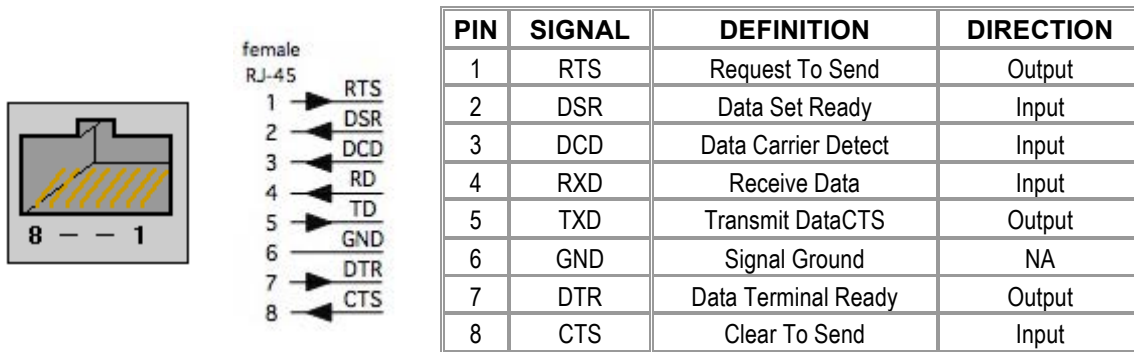 female
RJ-45
1 RTS
2 DSR
3 DCD
4 RD
5 TD
6 GND
7 DTR
8 CTS
8 – – 1
PIN SIGNAL DEFINITION DIRECTION
1 RTS Request To Send Output
2 DSR Data Set Ready Input
3 DCD Data Carrier Detect Input
4 RXD Receive Data Input
5 TXD Transmit DataCTS Output
6 GND Signal Ground NA
7 DTR Data Terminal Ready Output
8 CTS Clear To Send Input